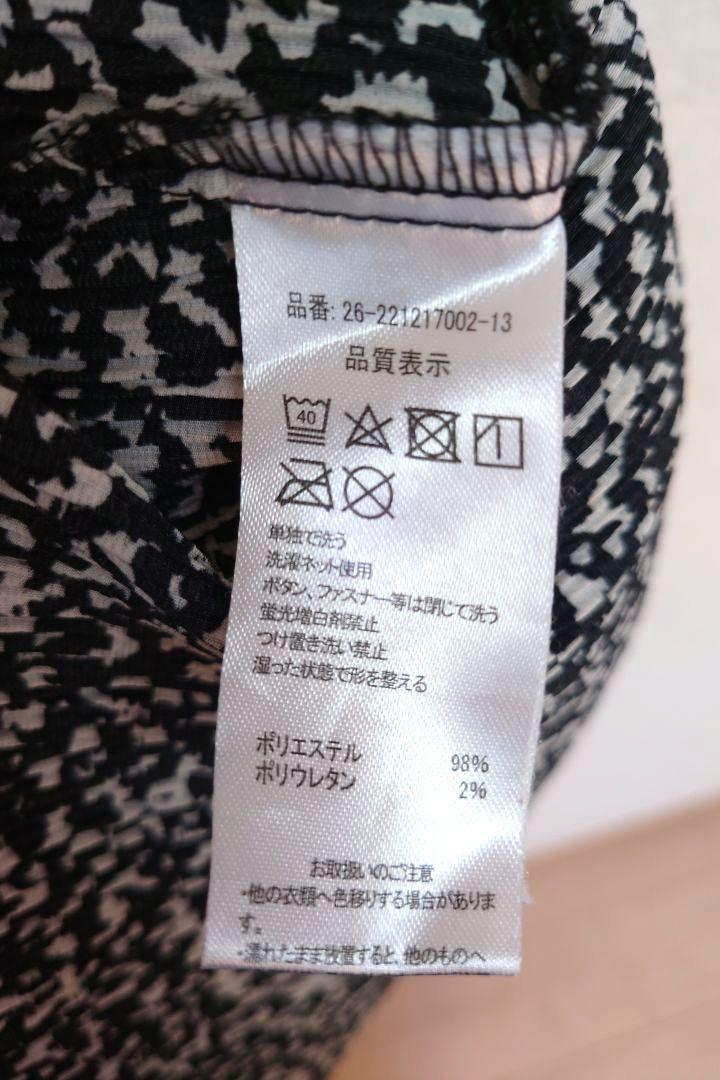 品番: 26-221217002-13
品質表示
40
単独で洗う
洗濯ネット使用
ボタン、ファスナー等は閉じて洗う
蛍光増白剤禁止
つけ置き洗い禁止
湿った状態で形を整える
ポリエステル 98%
ポリウレタン 2%
お取扱いのご注意
・他の衣類へ色移りする場合がありま
す。
・濡れたまま放置すると、他のものへ